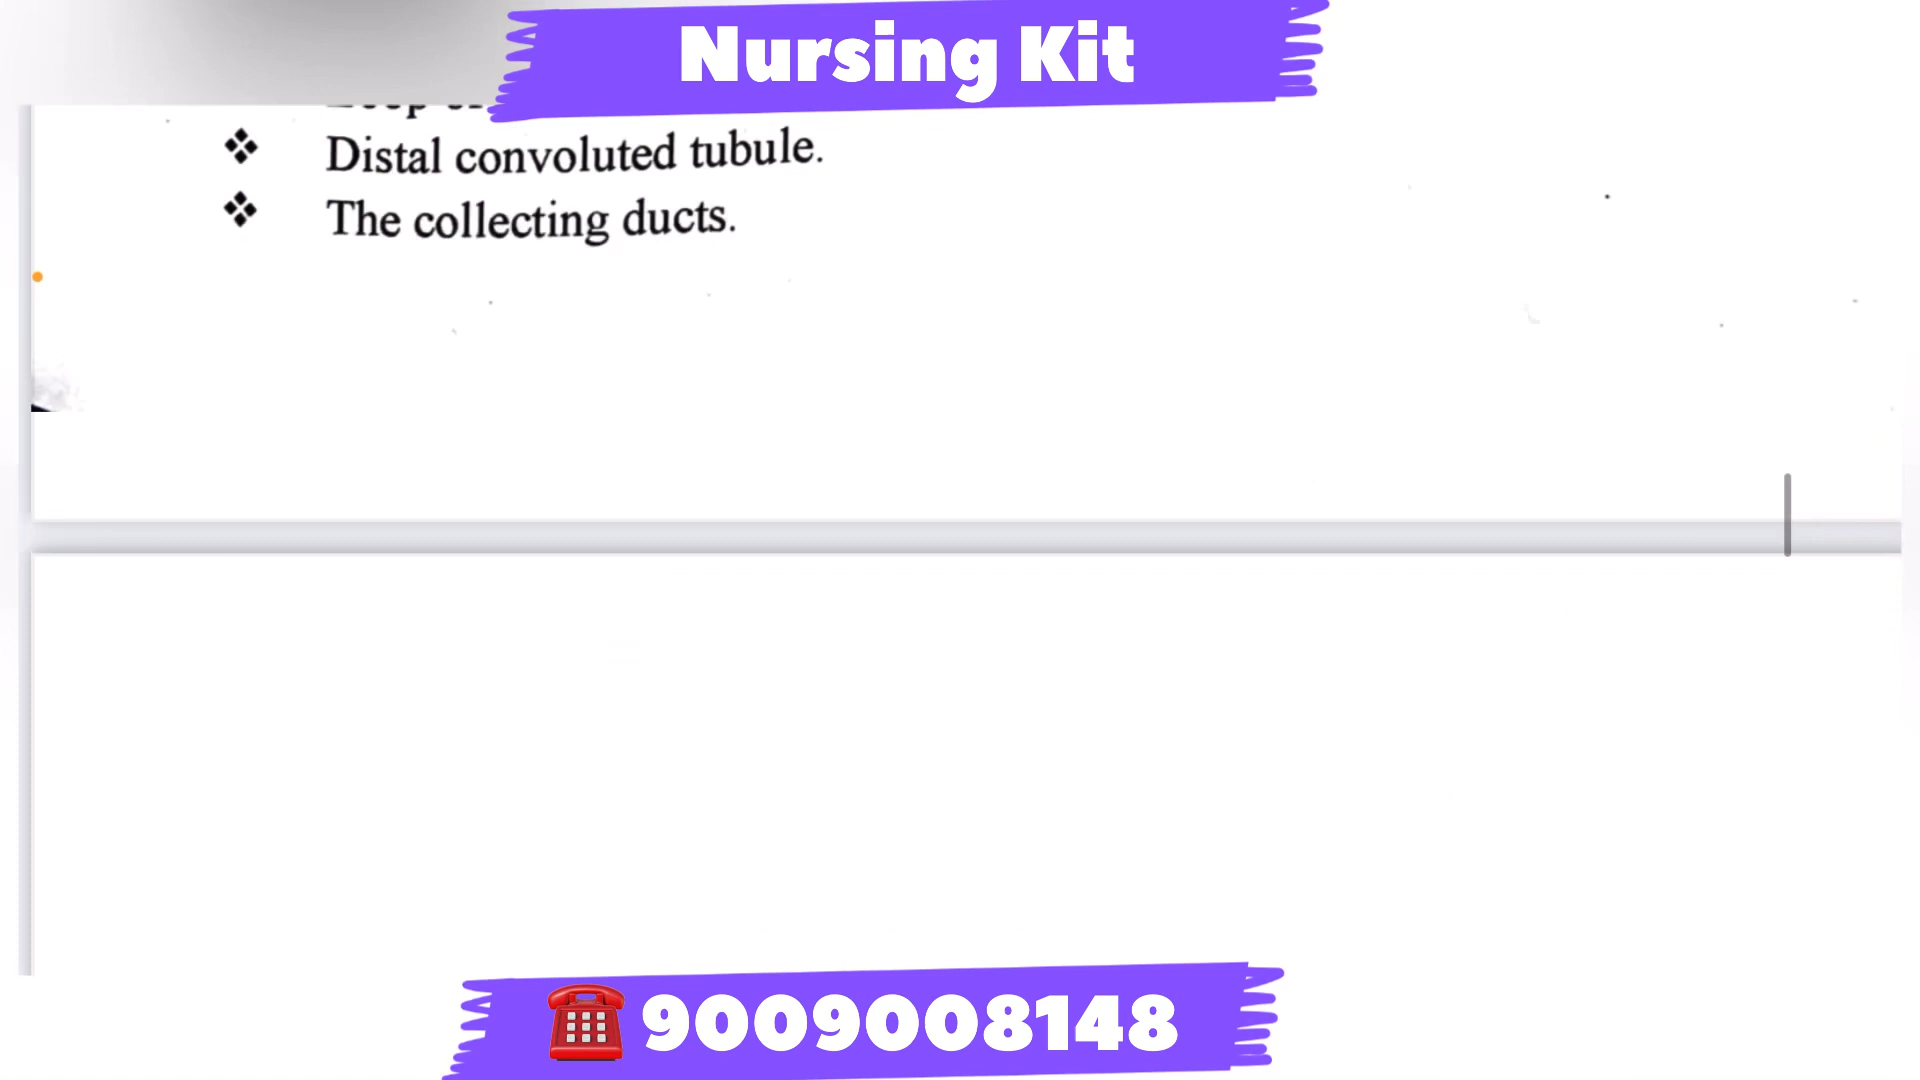 Nursing Kit
❖ Distal convoluted tubule.
❖ The collecting ducts.
☎️9009008148